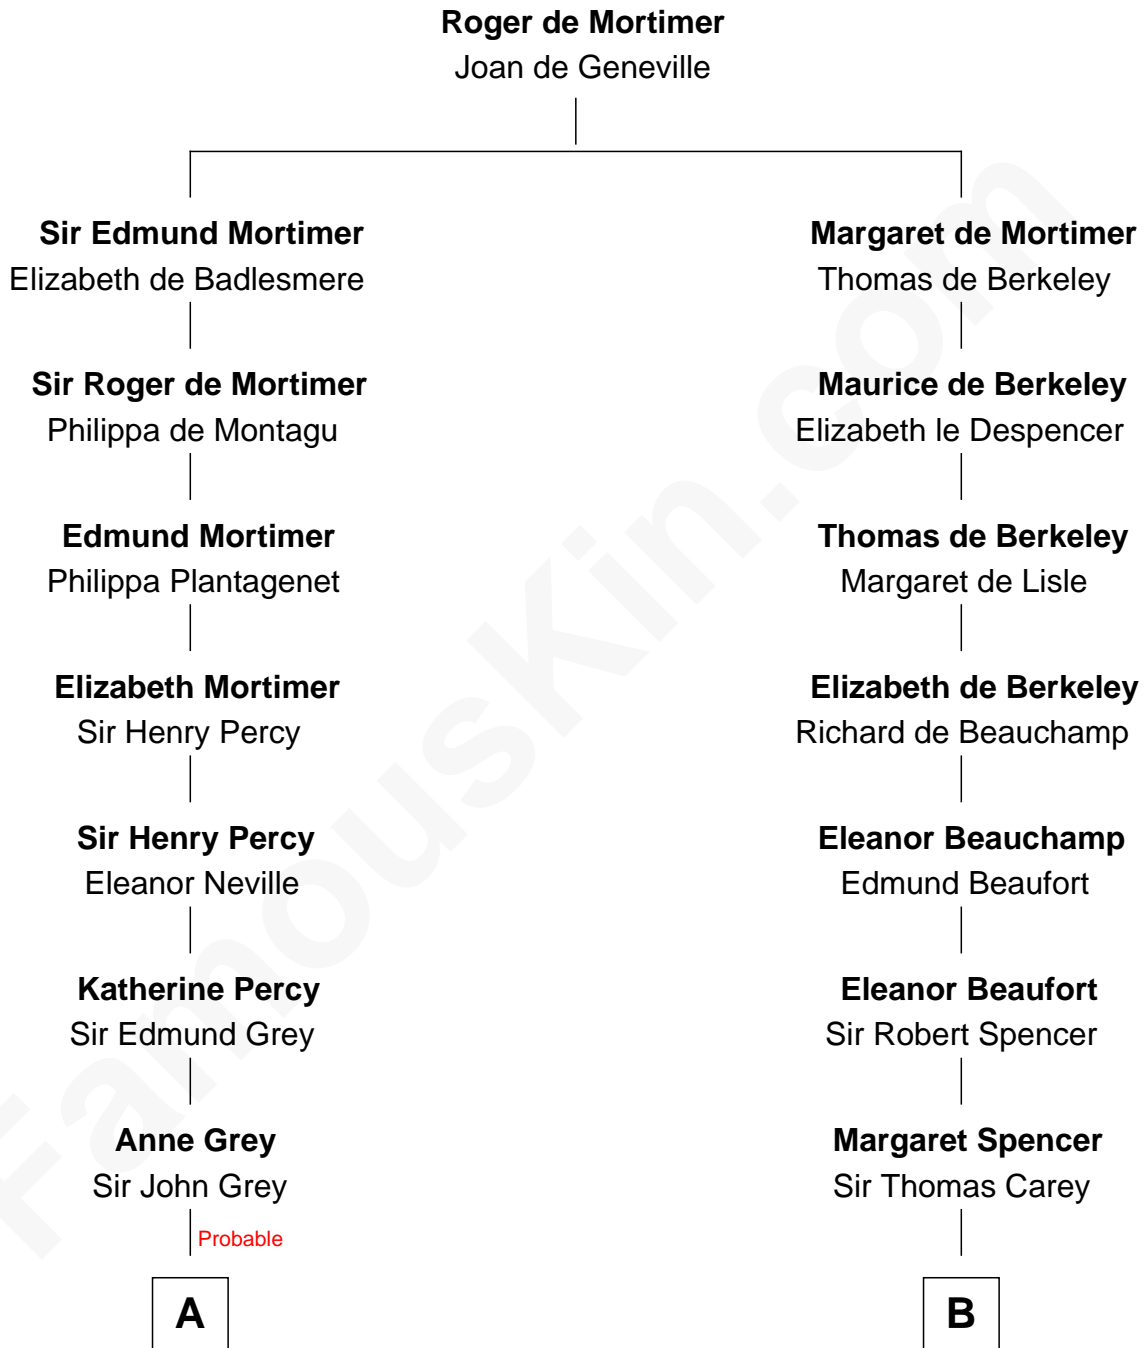 Roger de Mortimer
Joan de Geneville
Sir Edmund Mortimer
Elizabeth de Badlesmere
Margaret de Mortimer
Thomas de Berkeley
Sir Roger de Mortimer
Philippa de Montagu
Maurice de Berkeley
Elizabeth le Despencer
Edmund Mortimer
Philippa Plantagenet
Thomas de Berkeley
Margaret de Lisle
Elizabeth Mortimer
Sir Henry Percy
Elizabeth de Berkeley
Richard de Beauchamp
Sir Henry Percy
Eleanor Neville
Eleanor Beauchamp
Edmund Beaufort
Katherine Percy
Sir Edmund Grey
Eleanor Beaufort
Sir Robert Spencer
Anne Grey
Sir John Grey
Margaret Spencer
Sir Thomas Carey
Probable
A
B
FamousKin.com